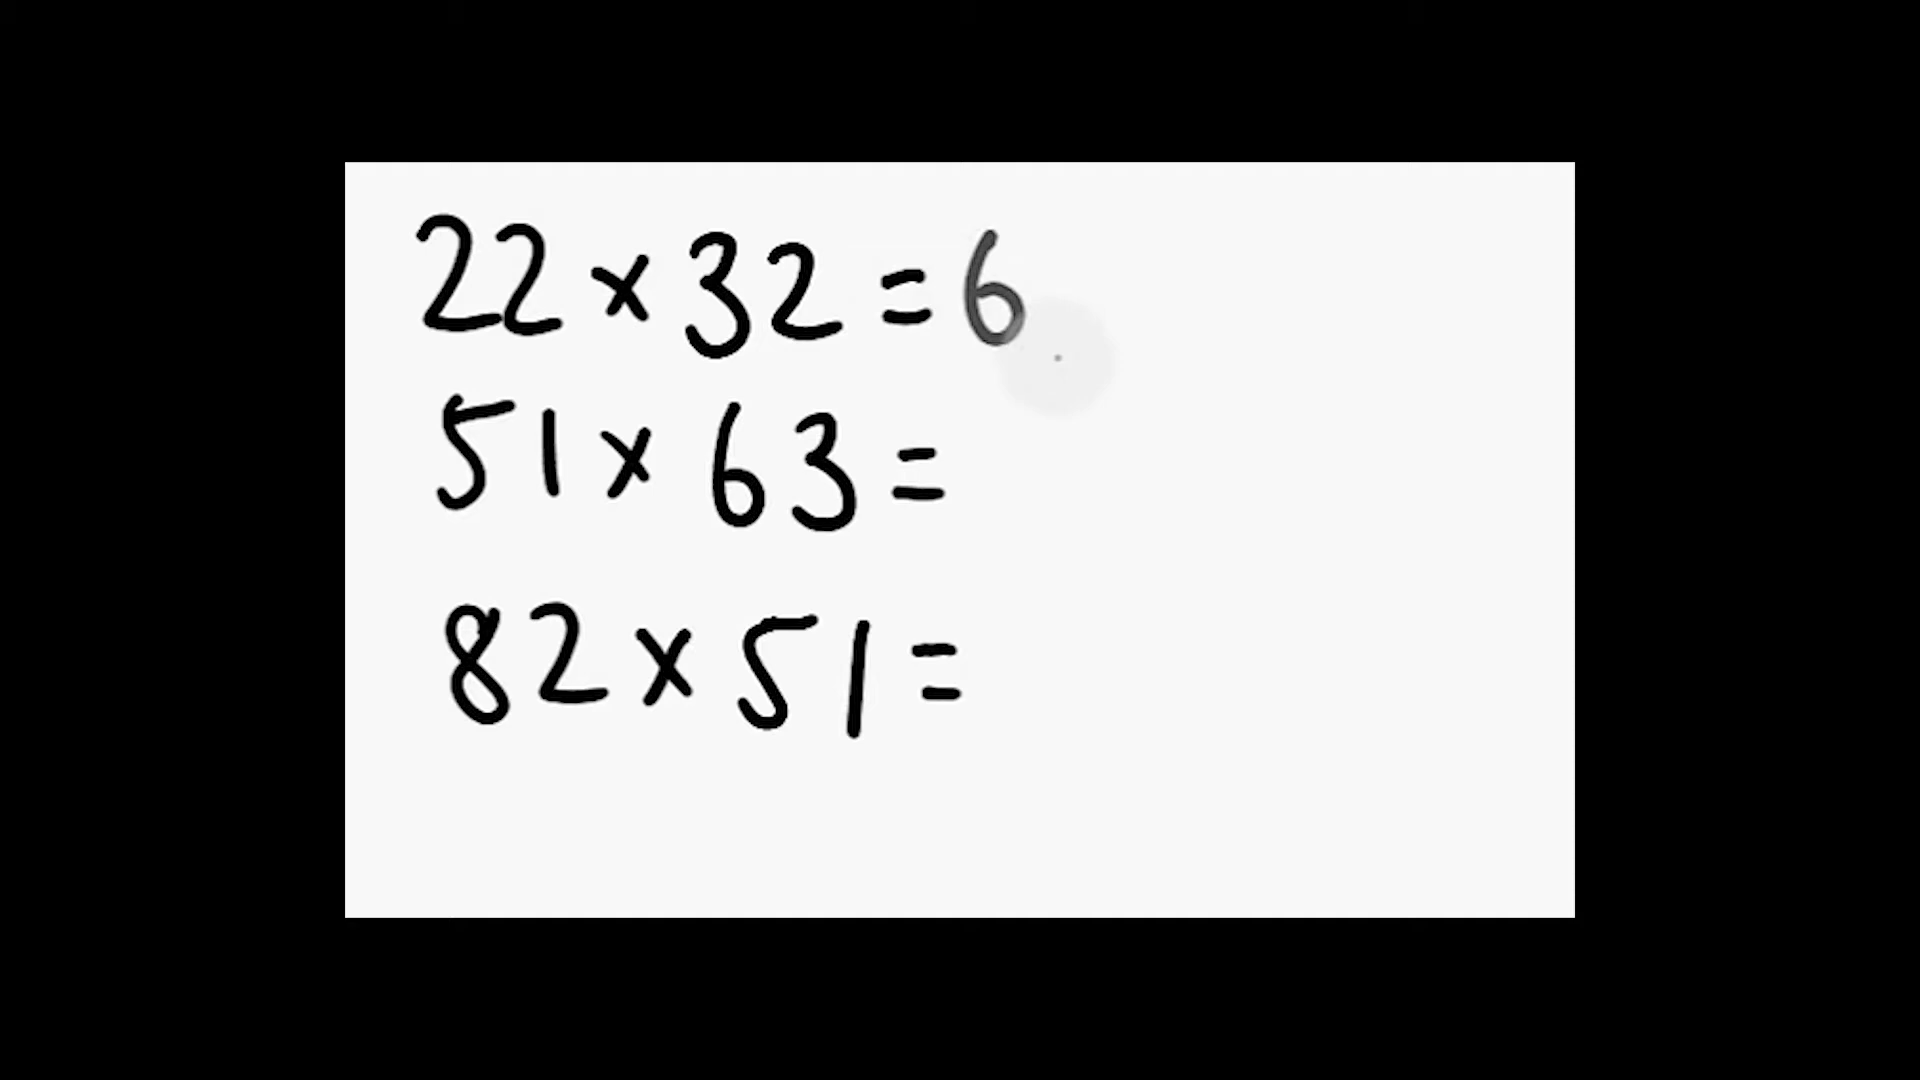 22 × 32 = 6
51 × 63 =
82 × 51 =